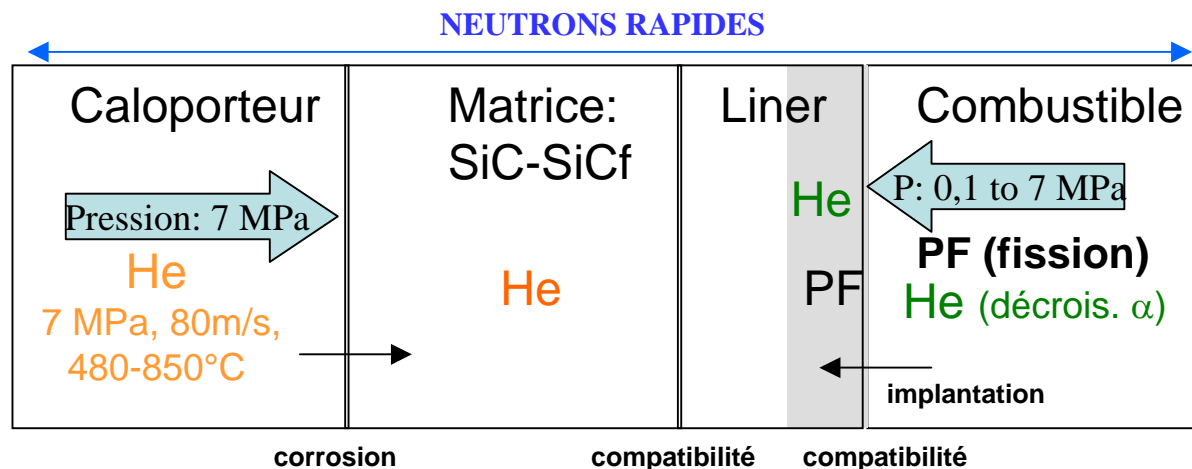 NEUTRONS RAPIDES
Caloporteur
Pression: 7 MPa
He
7 MPa, 80m/s,
480-850°C
Matrice:
SiC-SiCf
He
Liner
He
PF
Combustible
P: 0,1 to 7 MPa
PF (fission)
He (décrois. α)
implantation
corrosion
compatibilité
compatibilité